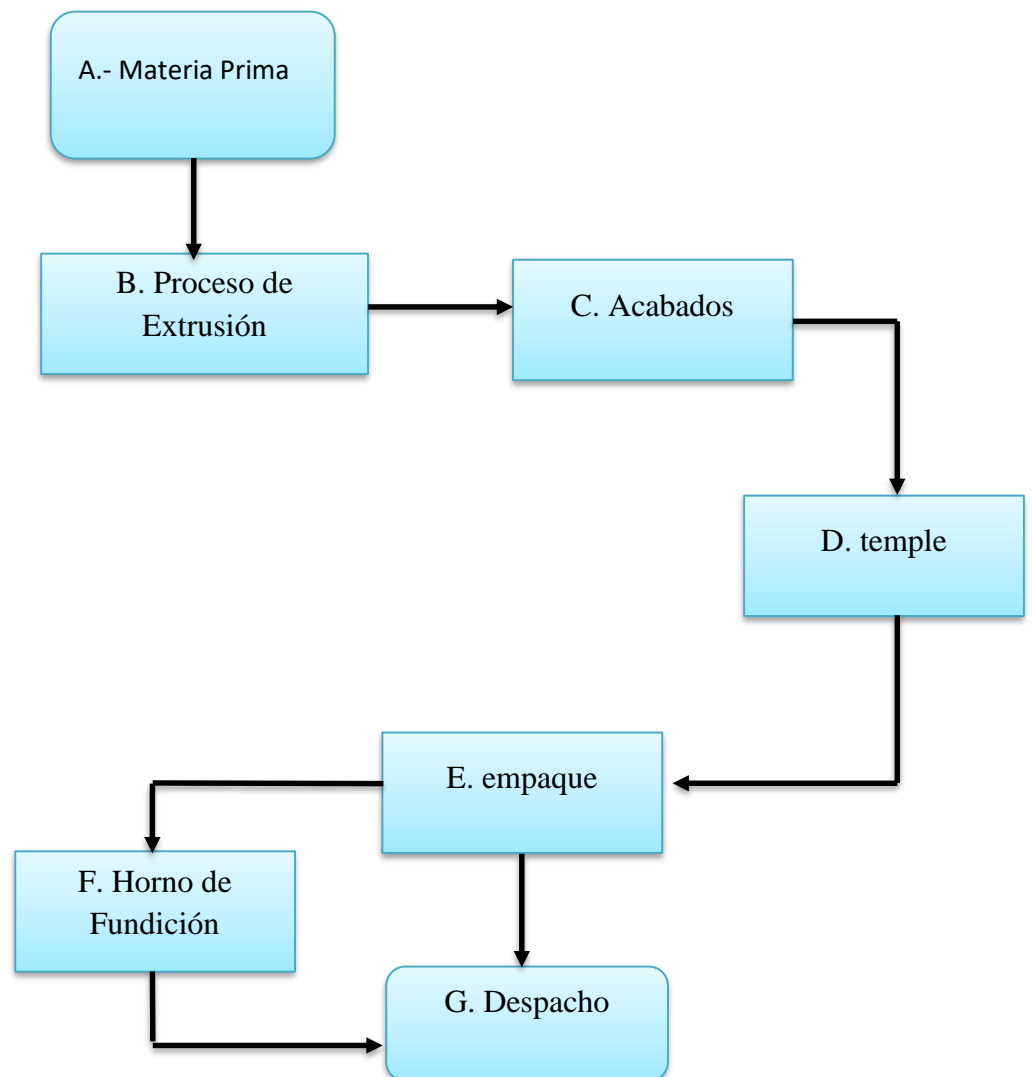 A.- Materia Prima
B. Proceso de
Extrusión
C. Acabados
D. temple
E. empaque
F. Horno de
Fundición
G. Despacho